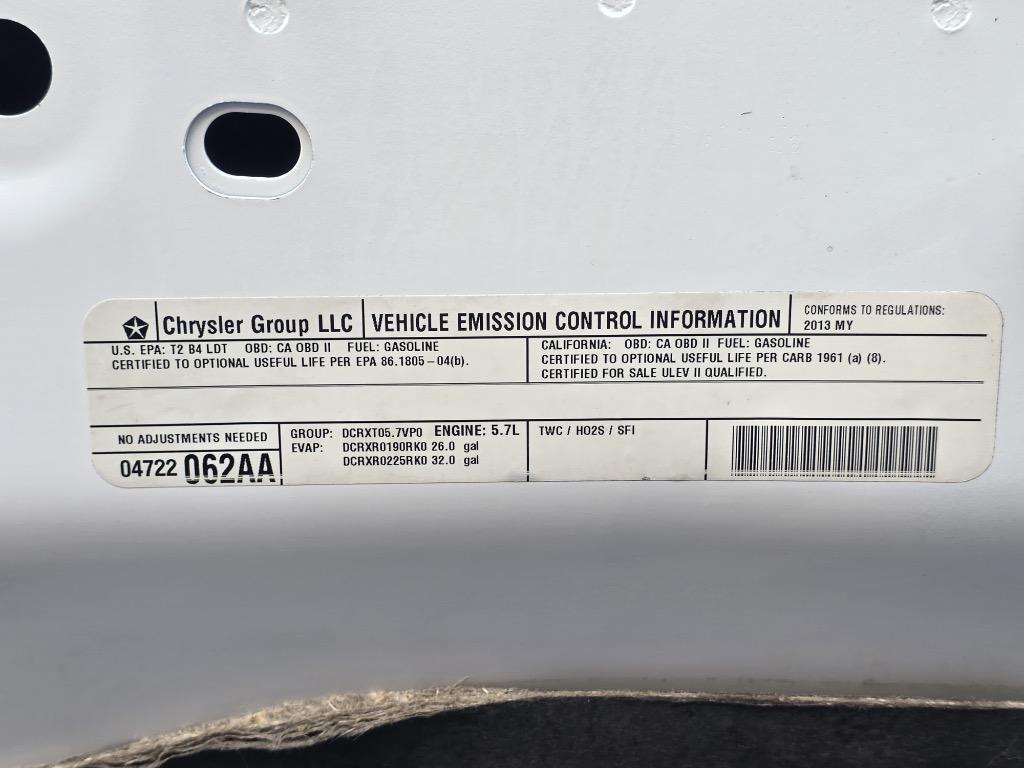 Chrysler Group LLC VEHICLE EMISSION CONTROL INFORMATION
CONFORMS TO REGULATIONS:
2013 MY
U.S. EPA: T2 B4 LDT OBD: CA OBD II FUEL: GASOLINE
CERTIFIED TO OPTIONAL USEFUL LIFE PER EPA 86.1805-04(b).
CALIFORNIA: OBD: CA OBD II FUEL: GASOLINE
CERTIFIED TO OPTIONAL USEFUL LIFE PER CARB 1961 (a) (8).
CERTIFIED FOR SALE ULEV II QUALIFIED.
NO ADJUSTMENTS NEEDED
04722 062AA
GROUP: DCRXT05.7VP0 ENGINE: 5.7L
EVAP: DCRXR0190RK0 26.0 gal
DCRXR0225RK0 32.0 gal
TWC / HO2S / SFI